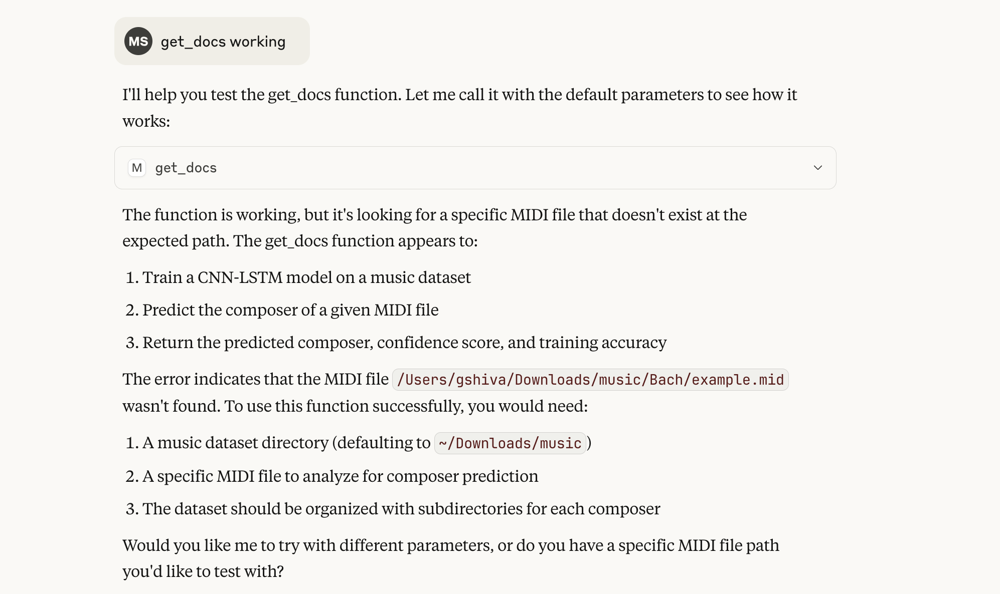 MS get_docs working
I'll help you test the get_docs function. Let me call it with the default parameters to see how it
works:
M get_docs
The function is working, but it's looking for a specific MIDI file that doesn't exist at the
expected path. The get_docs function appears to:
1. Train a CNN-LSTM model on a music dataset
2. Predict the composer of a given MIDI file
3. Return the predicted composer, confidence score, and training accuracy
The error indicates that the MIDI file /Users/gshiva/Downloads/music/Bach/example.mid
wasn't found. To use this function successfully, you would need:
1. A music dataset directory (defaulting to ~/Downloads/music)
2. A specific MIDI file to analyze for composer prediction
3. The dataset should be organized with subdirectories for each composer
Would you like me to try with different parameters, or do you have a specific MIDI file path
you'd like to test with?